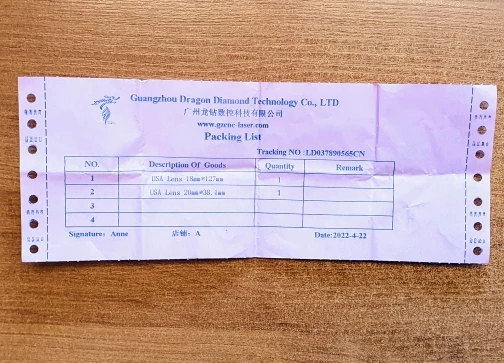 Guangzhou Dragon Diamond Technology Co., LTD
广州龙钻数控科技有限公司
www.gzcnc-laser.com
Packing List
Tracking NO :LD037890565CN
NO. Description Of Goods Quantity Remark
1 USA Lens 18mm*127mm 1
2 USA Lens 20mm*38.1mm 1
3
4
Signature: Anne 店铺: A Date:2022-4-22